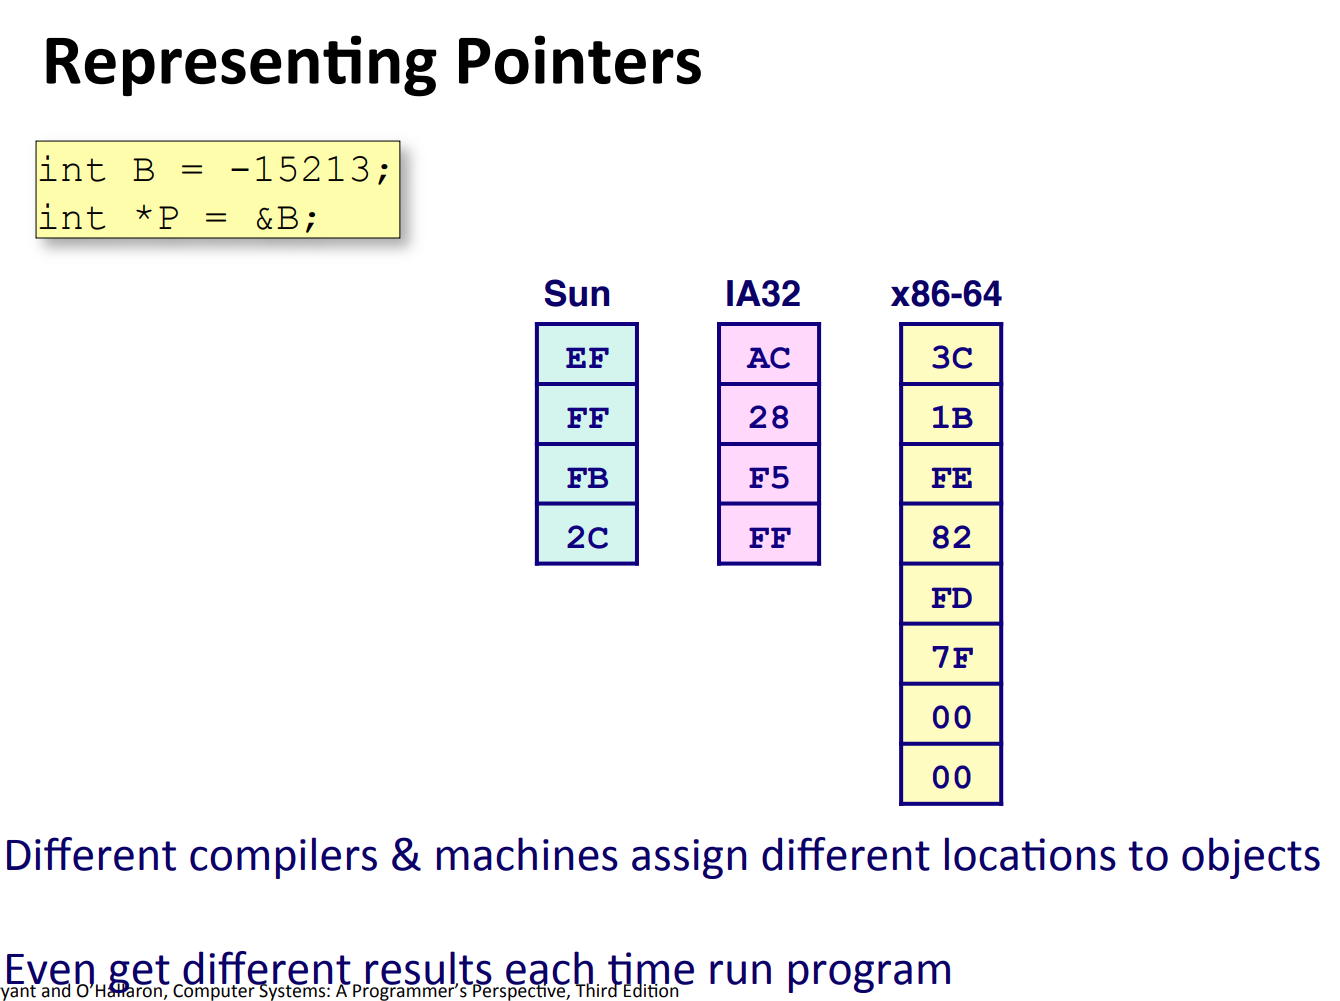 Representing Pointers
int B = -15213;
int *P = &B;
Sun IA32 x86-64
EF AC 3C
FF 28 1B
FB F5 FE
2C FF 82
FD
7F
00
00
Different compilers & machines assign different locations to objects
Even get different results each time run program
yant and O'Hallaron, Computer Systems: A Programmer's Perspective, Third Edition